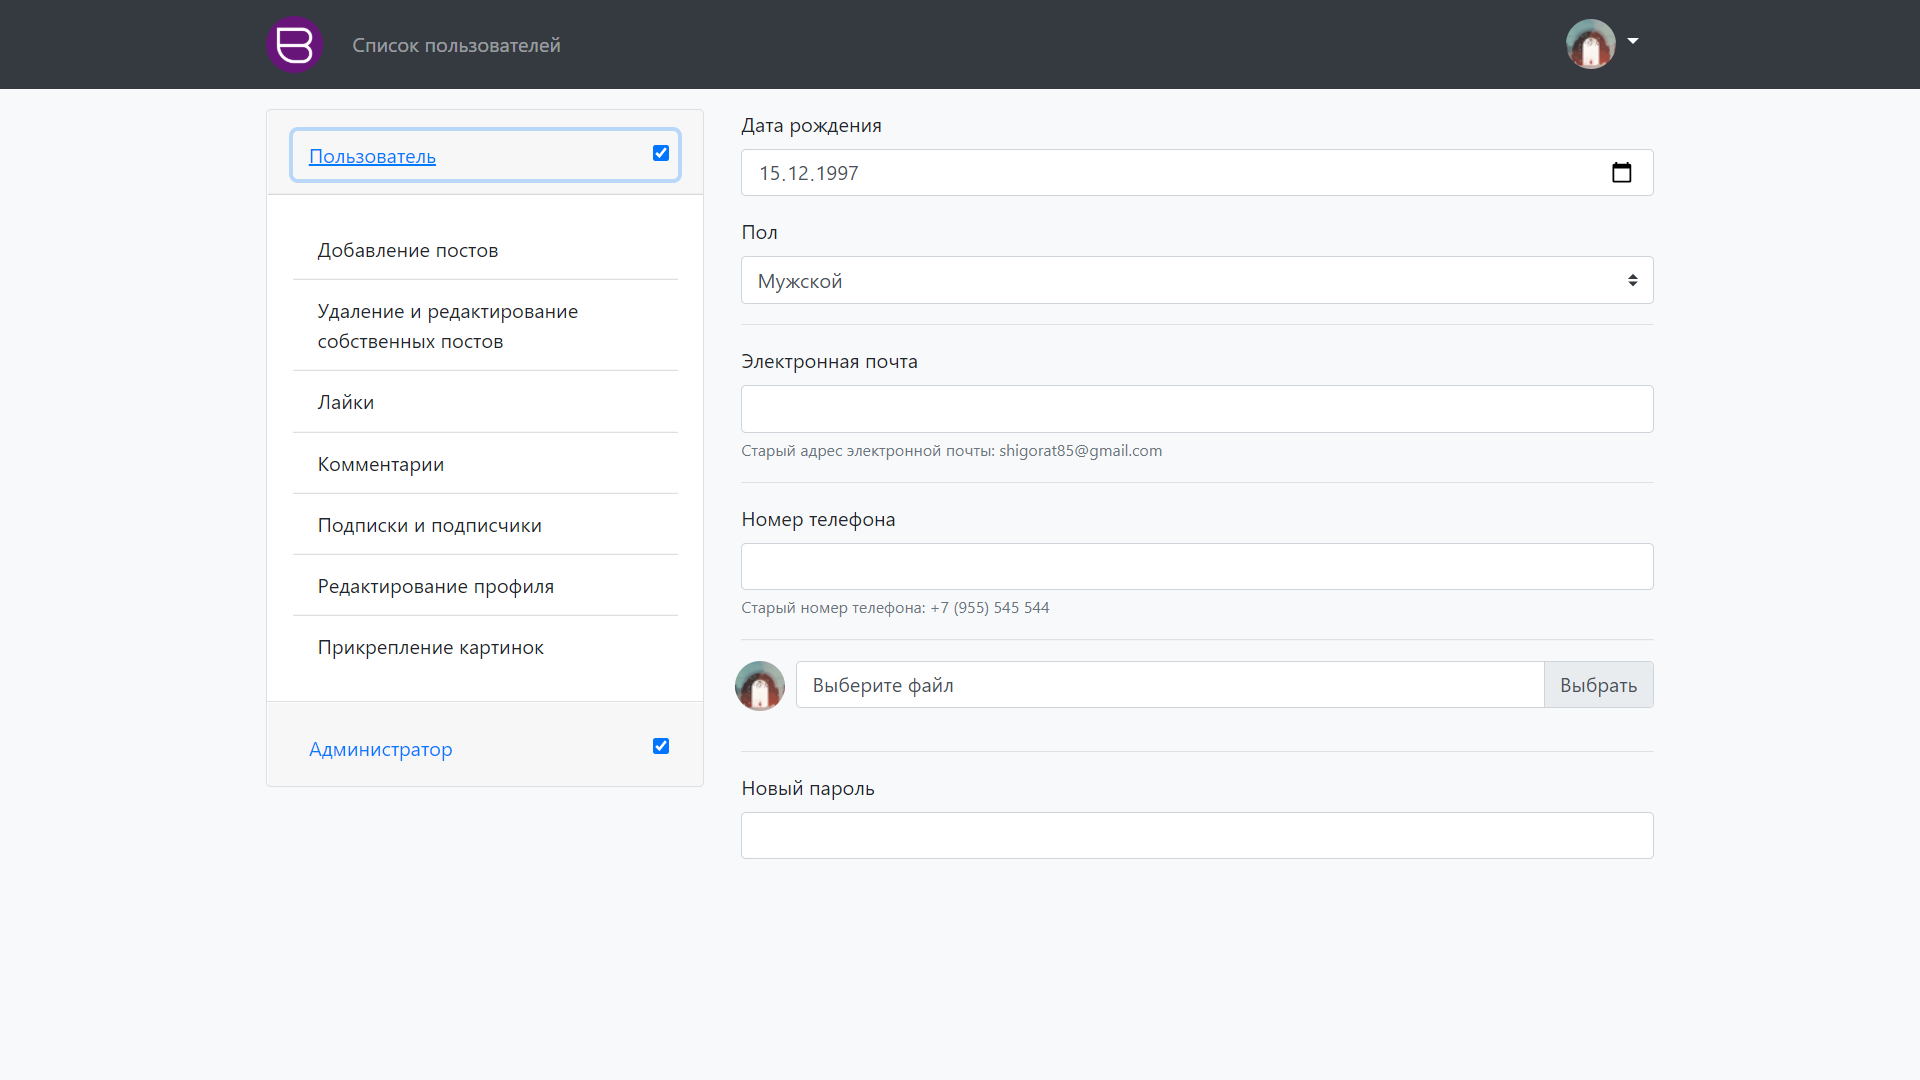 B
Список пользователей
Пользователь
Добавление постов
Удаление и редактирование
собственных постов
Лайки
Комментарии
Подписки и подписчики
Редактирование профиля
Прикрепление картинок
Администратор
Дата рождения
15.12.1997
Пол
Мужской
Электронная почта
Старый адрес электронной почты: shigorat85@gmail.com
Номер телефона
Старый номер телефона: +7 (955) 545 544
Выберите файл
Выбрать
Новый пароль